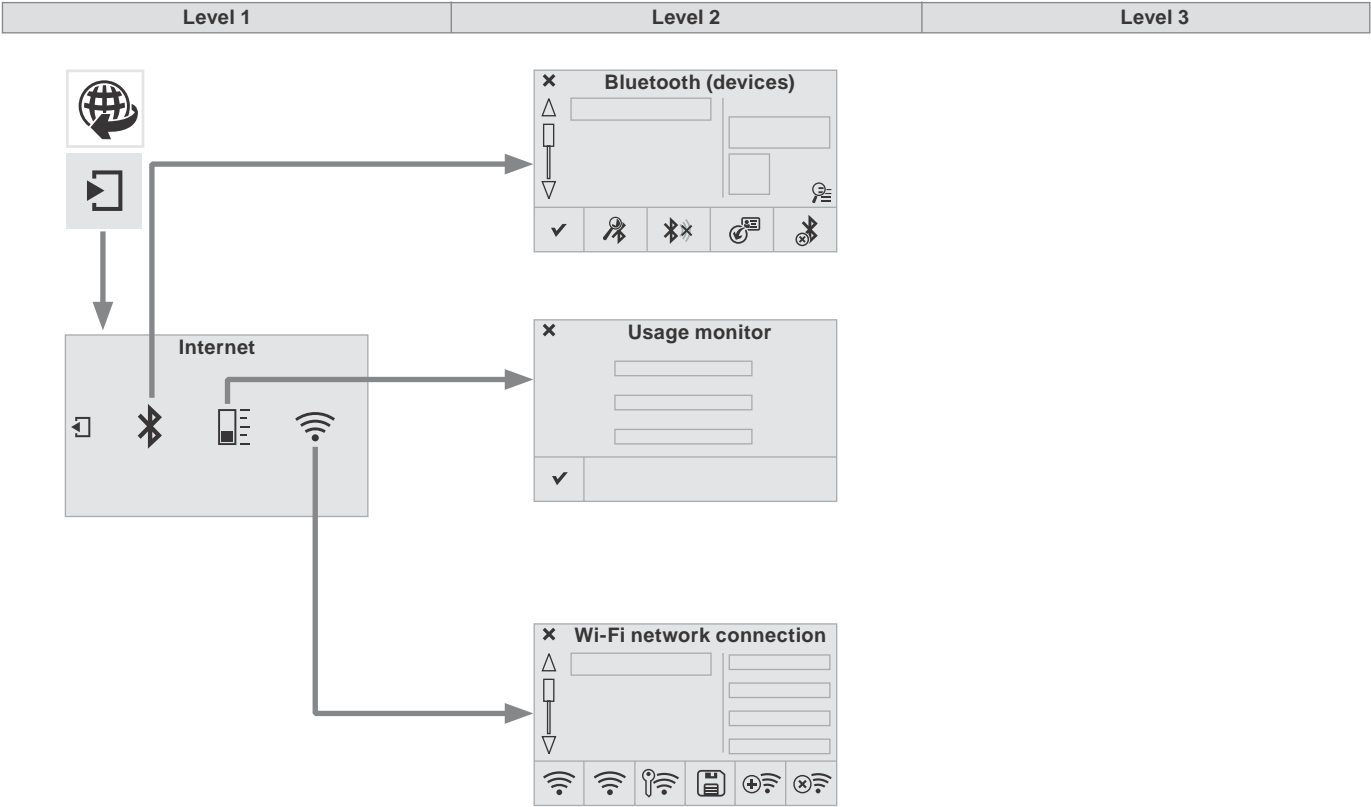 Level 1
Level 2
Level 3
Bluetooth (devices)
Internet
Usage monitor
Wi-Fi network connection